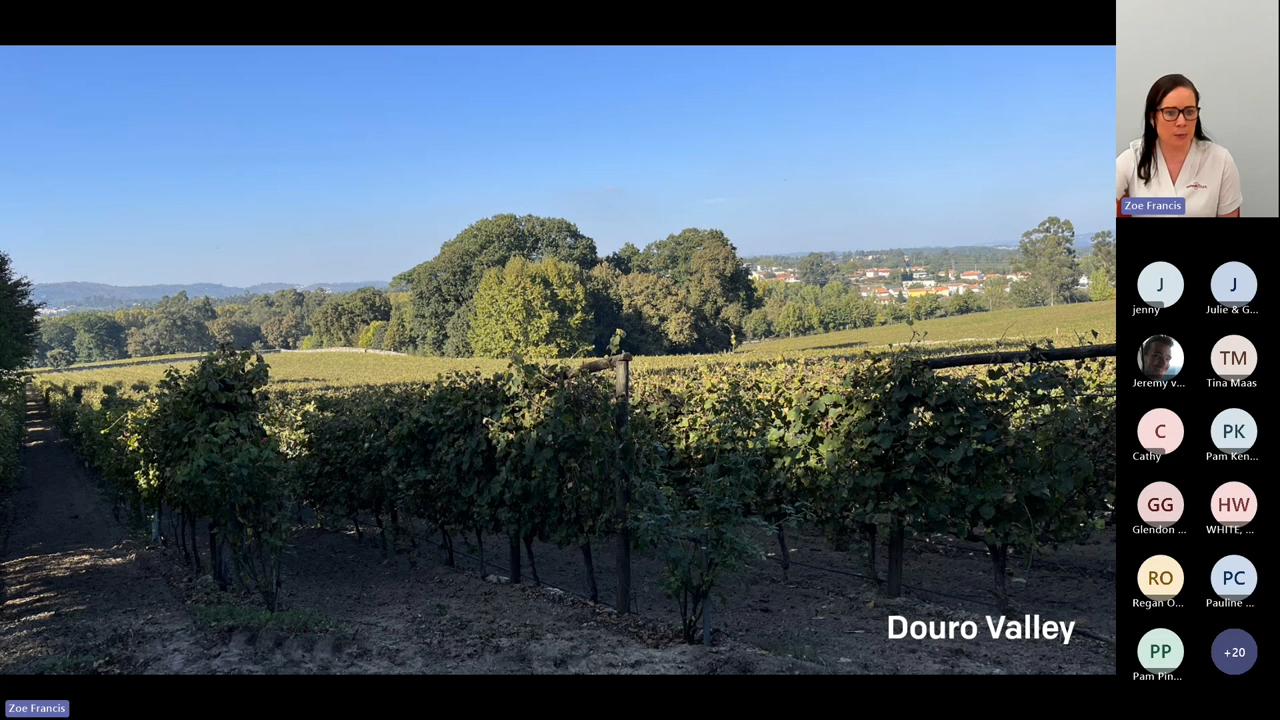 Zoe Francis
J
jenny
J
Julie & G...
Jeremy v...
TM
Tina Maas
C
Cathy
PK
Pam Ken...
GG
Glendon ...
HW
WHITE, ...
RO
Regan O...
PC
Pauline ...
PP
Pam Pin...
+20
Douro Valley
Zoe Francis